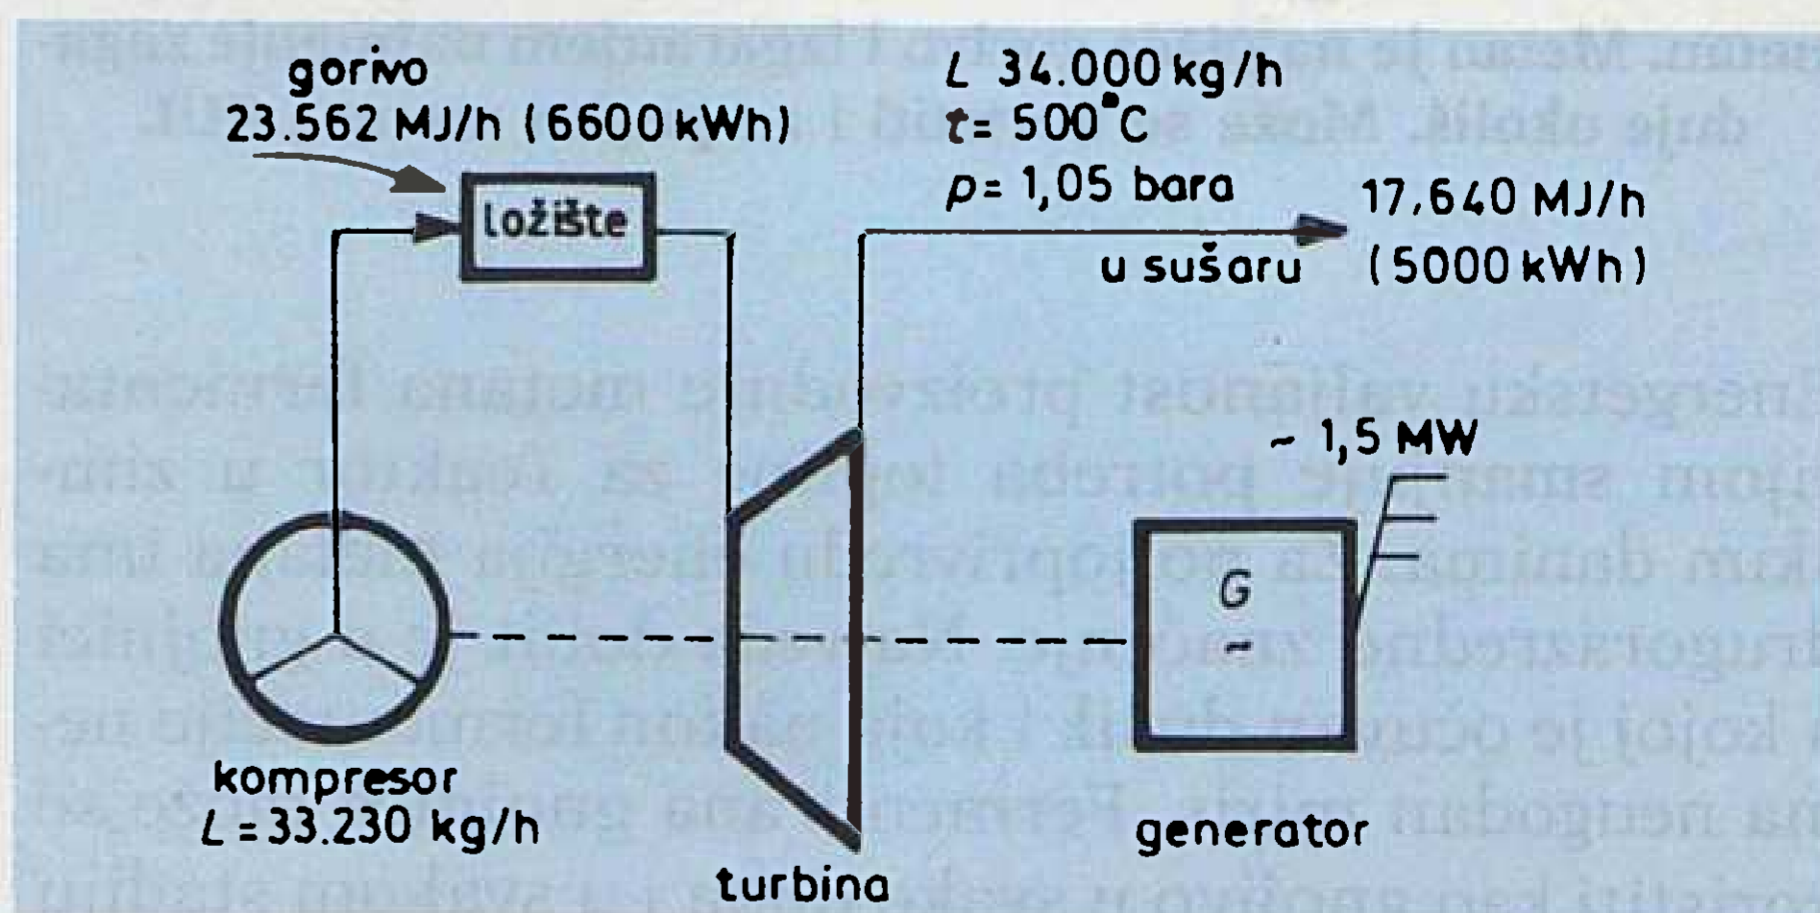 gorivo
23.562 MJ/h (6600 kWh)
L 34.000 kg/h
t= 500°C
p= 1,05 bara
ložište
17.640 MJ/h
u sušaru
(5000 kWh)
~ 1,5 MW
G
~
kompresor
L = 33.230 kg/h
turbina
generator